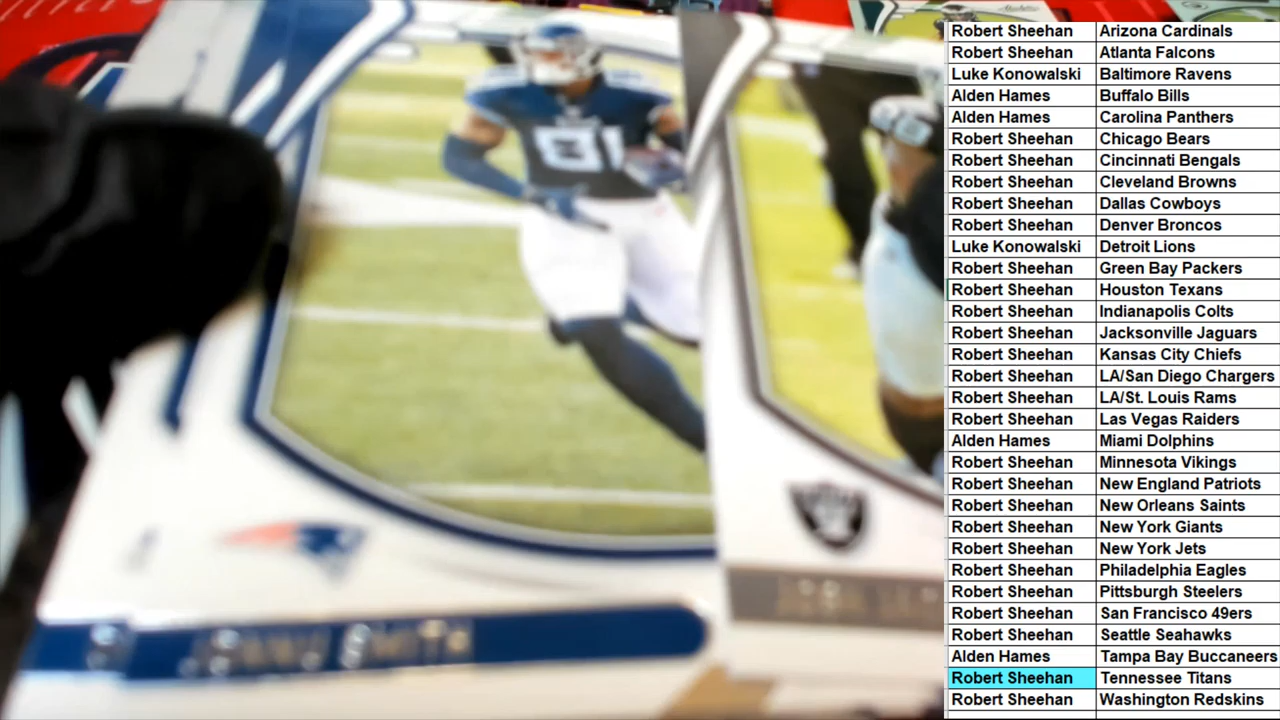 81
JONNU SMITH
Robert Sheehan Arizona Cardinals
Robert Sheehan Atlanta Falcons
Luke Konowalski Baltimore Ravens
Alden Hames Buffalo Bills
Alden Hames Carolina Panthers
Robert Sheehan Chicago Bears
Robert Sheehan Cincinnati Bengals
Robert Sheehan Cleveland Browns
Robert Sheehan Dallas Cowboys
Robert Sheehan Denver Broncos
Luke Konowalski Detroit Lions
Robert Sheehan Green Bay Packers
Robert Sheehan Houston Texans
Robert Sheehan Indianapolis Colts
Robert Sheehan Jacksonville Jaguars
Robert Sheehan Kansas City Chiefs
Robert Sheehan LA/San Diego Chargers
Robert Sheehan LA/St. Louis Rams
Robert Sheehan Las Vegas Raiders
Alden Hames Miami Dolphins
Robert Sheehan Minnesota Vikings
Robert Sheehan New England Patriots
Robert Sheehan New Orleans Saints
Robert Sheehan New York Giants
Robert Sheehan New York Jets
Robert Sheehan Philadelphia Eagles
Robert Sheehan Pittsburgh Steelers
Robert Sheehan San Francisco 49ers
Robert Sheehan Seattle Seahawks
Alden Hames Tampa Bay Buccaneers
Robert Sheehan Tennessee Titans
Robert Sheehan Washington Redskins